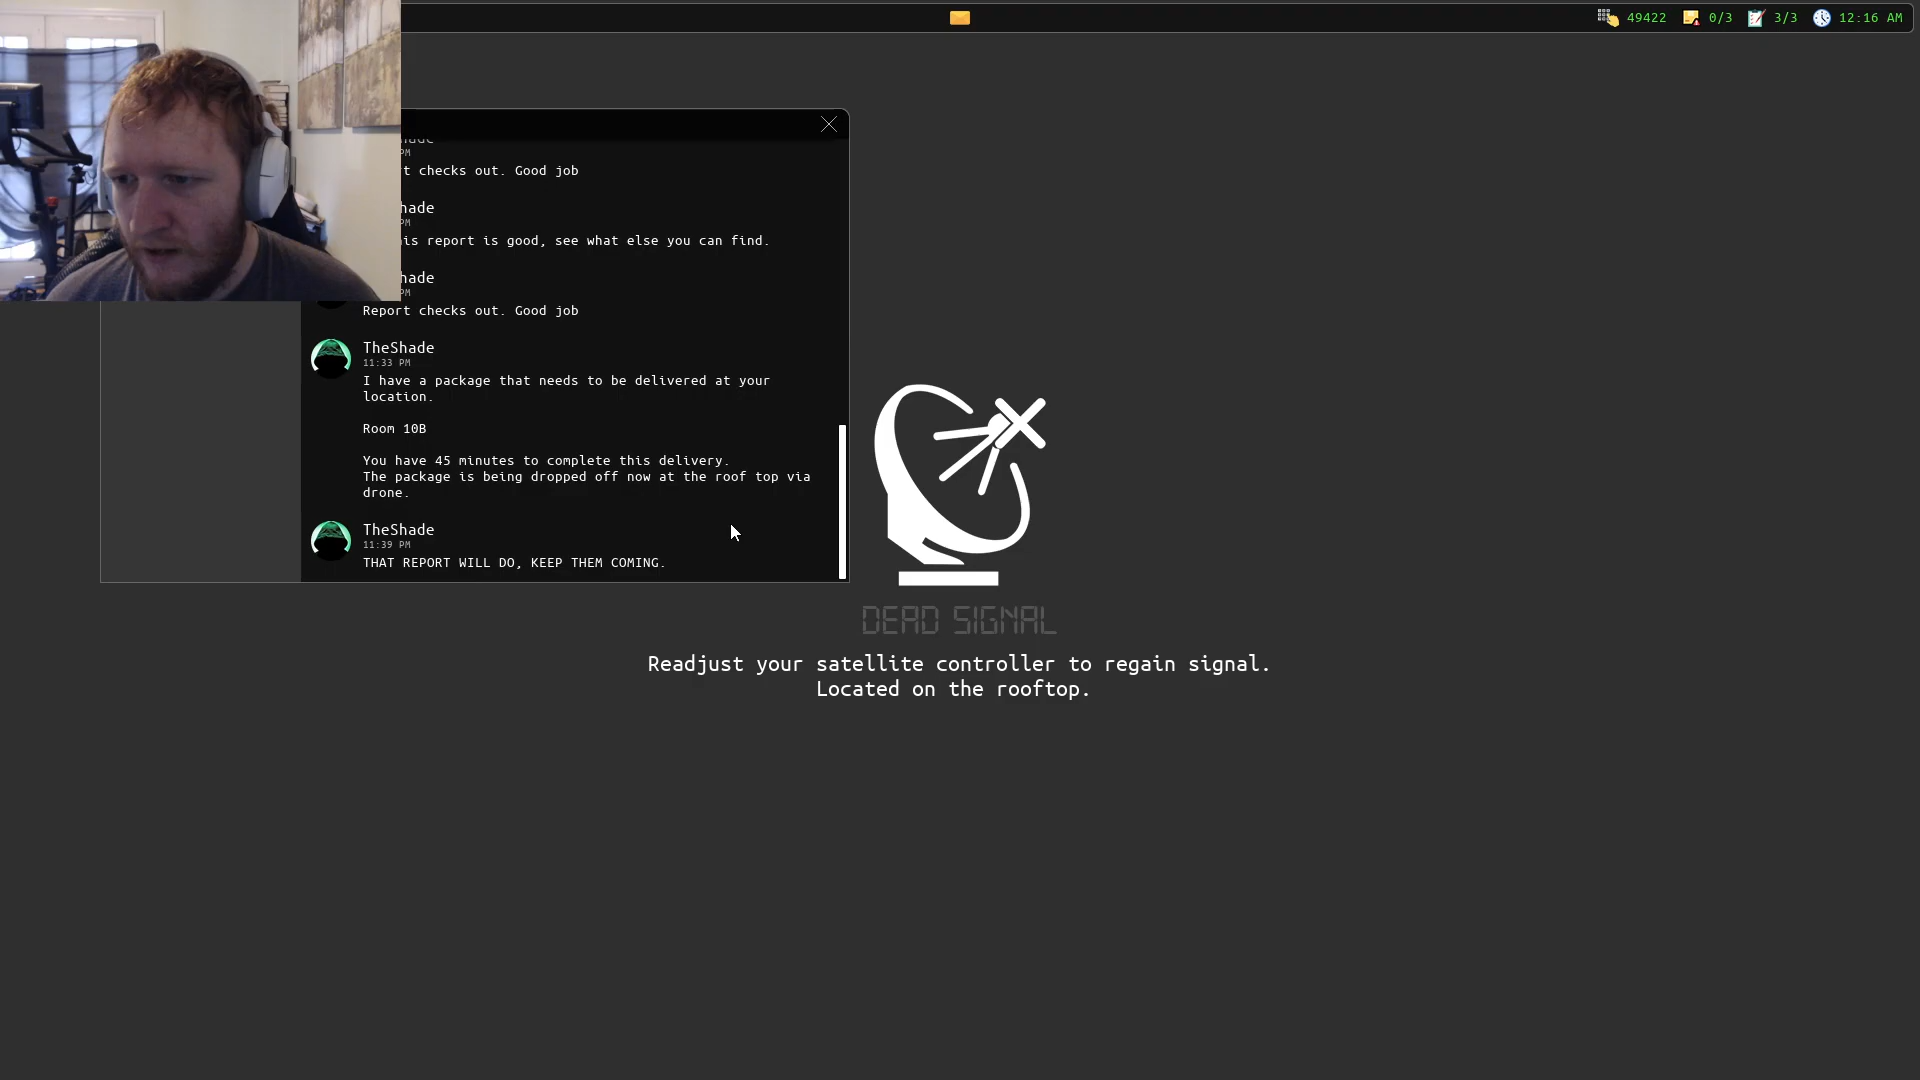 49422
0/3
3/3
12:16 AM
PM
checks out. Good job
PM
report is good, see what else you can find.
PM
Report checks out. Good job
TheShade
11:33 PM
I have a package that needs to be delivered at your
location.
Room 10B
You have 45 minutes to complete this delivery.
The package is being dropped off now at the roof top via
drone.
TheShade
11:39 PM
THAT REPORT WILL DO, KEEP THEM COMING.
DEAD SIGNAL
Readjust your satellite controller to regain signal.
Located on the rooftop.